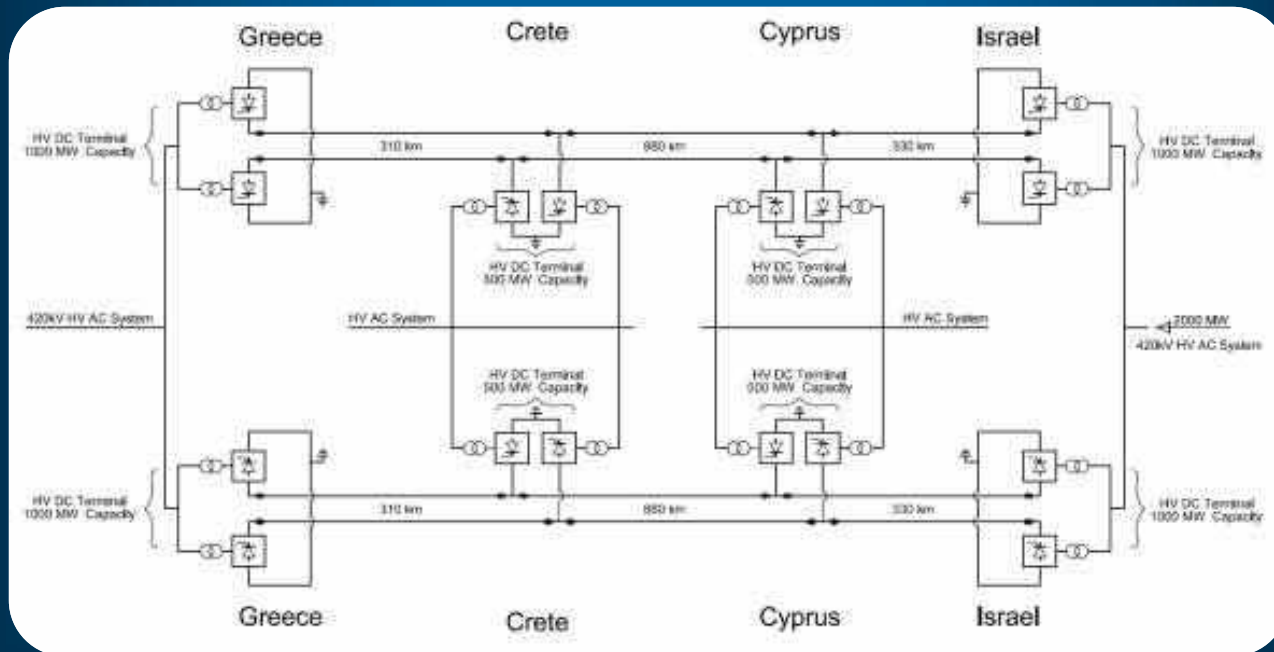 Greece
Crete
Cyprus
Israel
HV DC Terminal
1000 MW Capacity
HV DC Terminal
1000 MW Capacity
310 km
880 km
330 km
HV DC Terminal
500 MW Capacity
HV DC Terminal
500 MW Capacity
420kV HV AC System
HV AC System
HV AC System
2000 MW
420kV HV AC System
HV DC Terminal
500 MW Capacity
HV DC Terminal
500 MW Capacity
HV DC Terminal
1000 MW Capacity
HV DC Terminal
1000 MW Capacity
310 km
880 km
330 km
Greece
Crete
Cyprus
Israel